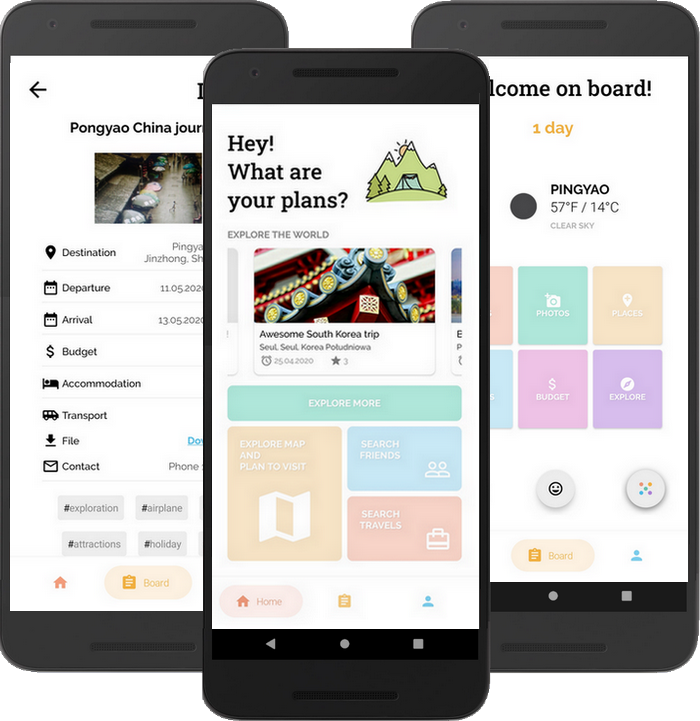 Pongyao China jour
Destination
Pingya
Jinzhong, Sh
Departure
11.05.2020
Arrival
13.05.2020
Budget
Accommodation
Transport
File
Dov
Contact
Phone :
#exploration
#airplane
#attractions
#holiday
Board
Hey!
What are
your plans?
EXPLORE THE WORLD
Awesome South Korea trip
Seul, Seul, Korea Południowa
25.04.2020
3
EXPLORE MORE
EXPLORE MAP
AND
PLAN TO VISIT
SEARCH
FRIENDS
SEARCH
TRAVELS
Home
lcome on board!
1 day
PINGYAO
57°F / 14°C
CLEAR SKY
PHOTOS
PLACES
S
BUDGET
EXPLORE
Board